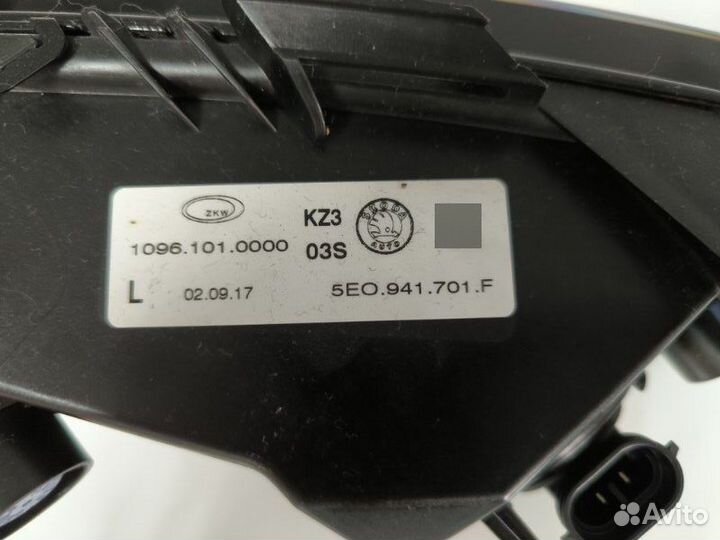 ZKW
KZ3
SKODA
AUTO
1096.101.0000
03S
L
02.09.17
5E0.941.701.F
Avito